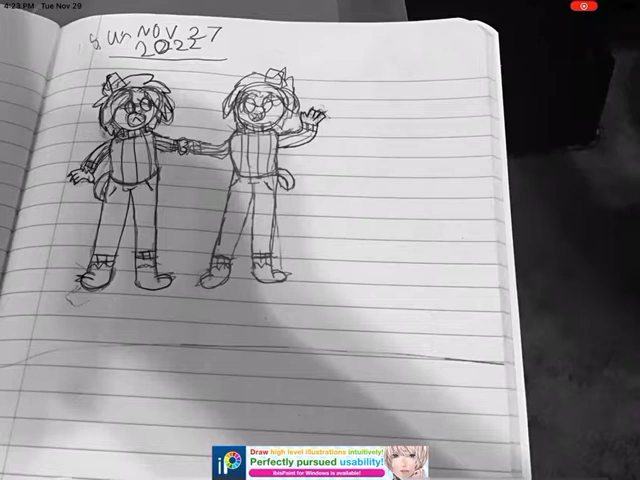 4:23 PM Tue Nov 29
Sun NOV 27
2022
Draw high level illustrations intuitively!
Perfectly pursued usability!
ibisPaint for Windows is available!